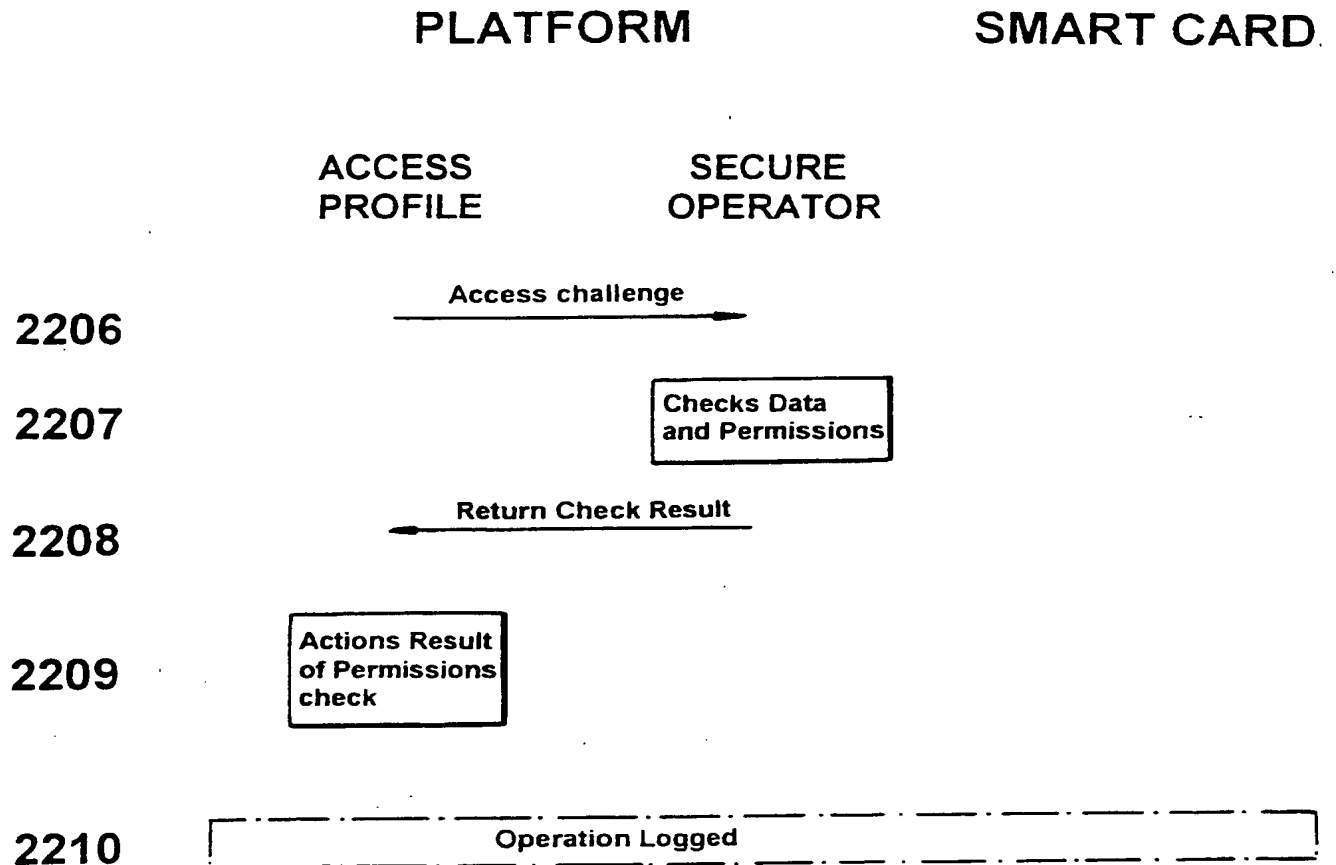 PLATFORM SMART CARD
ACCESS PROFILE
SECURE OPERATOR
2206 Access challenge
2207 Checks Data
and Permissions
2208 Return Check Result
2209 Actions Result
of Permissions
check
2210 Operation Logged